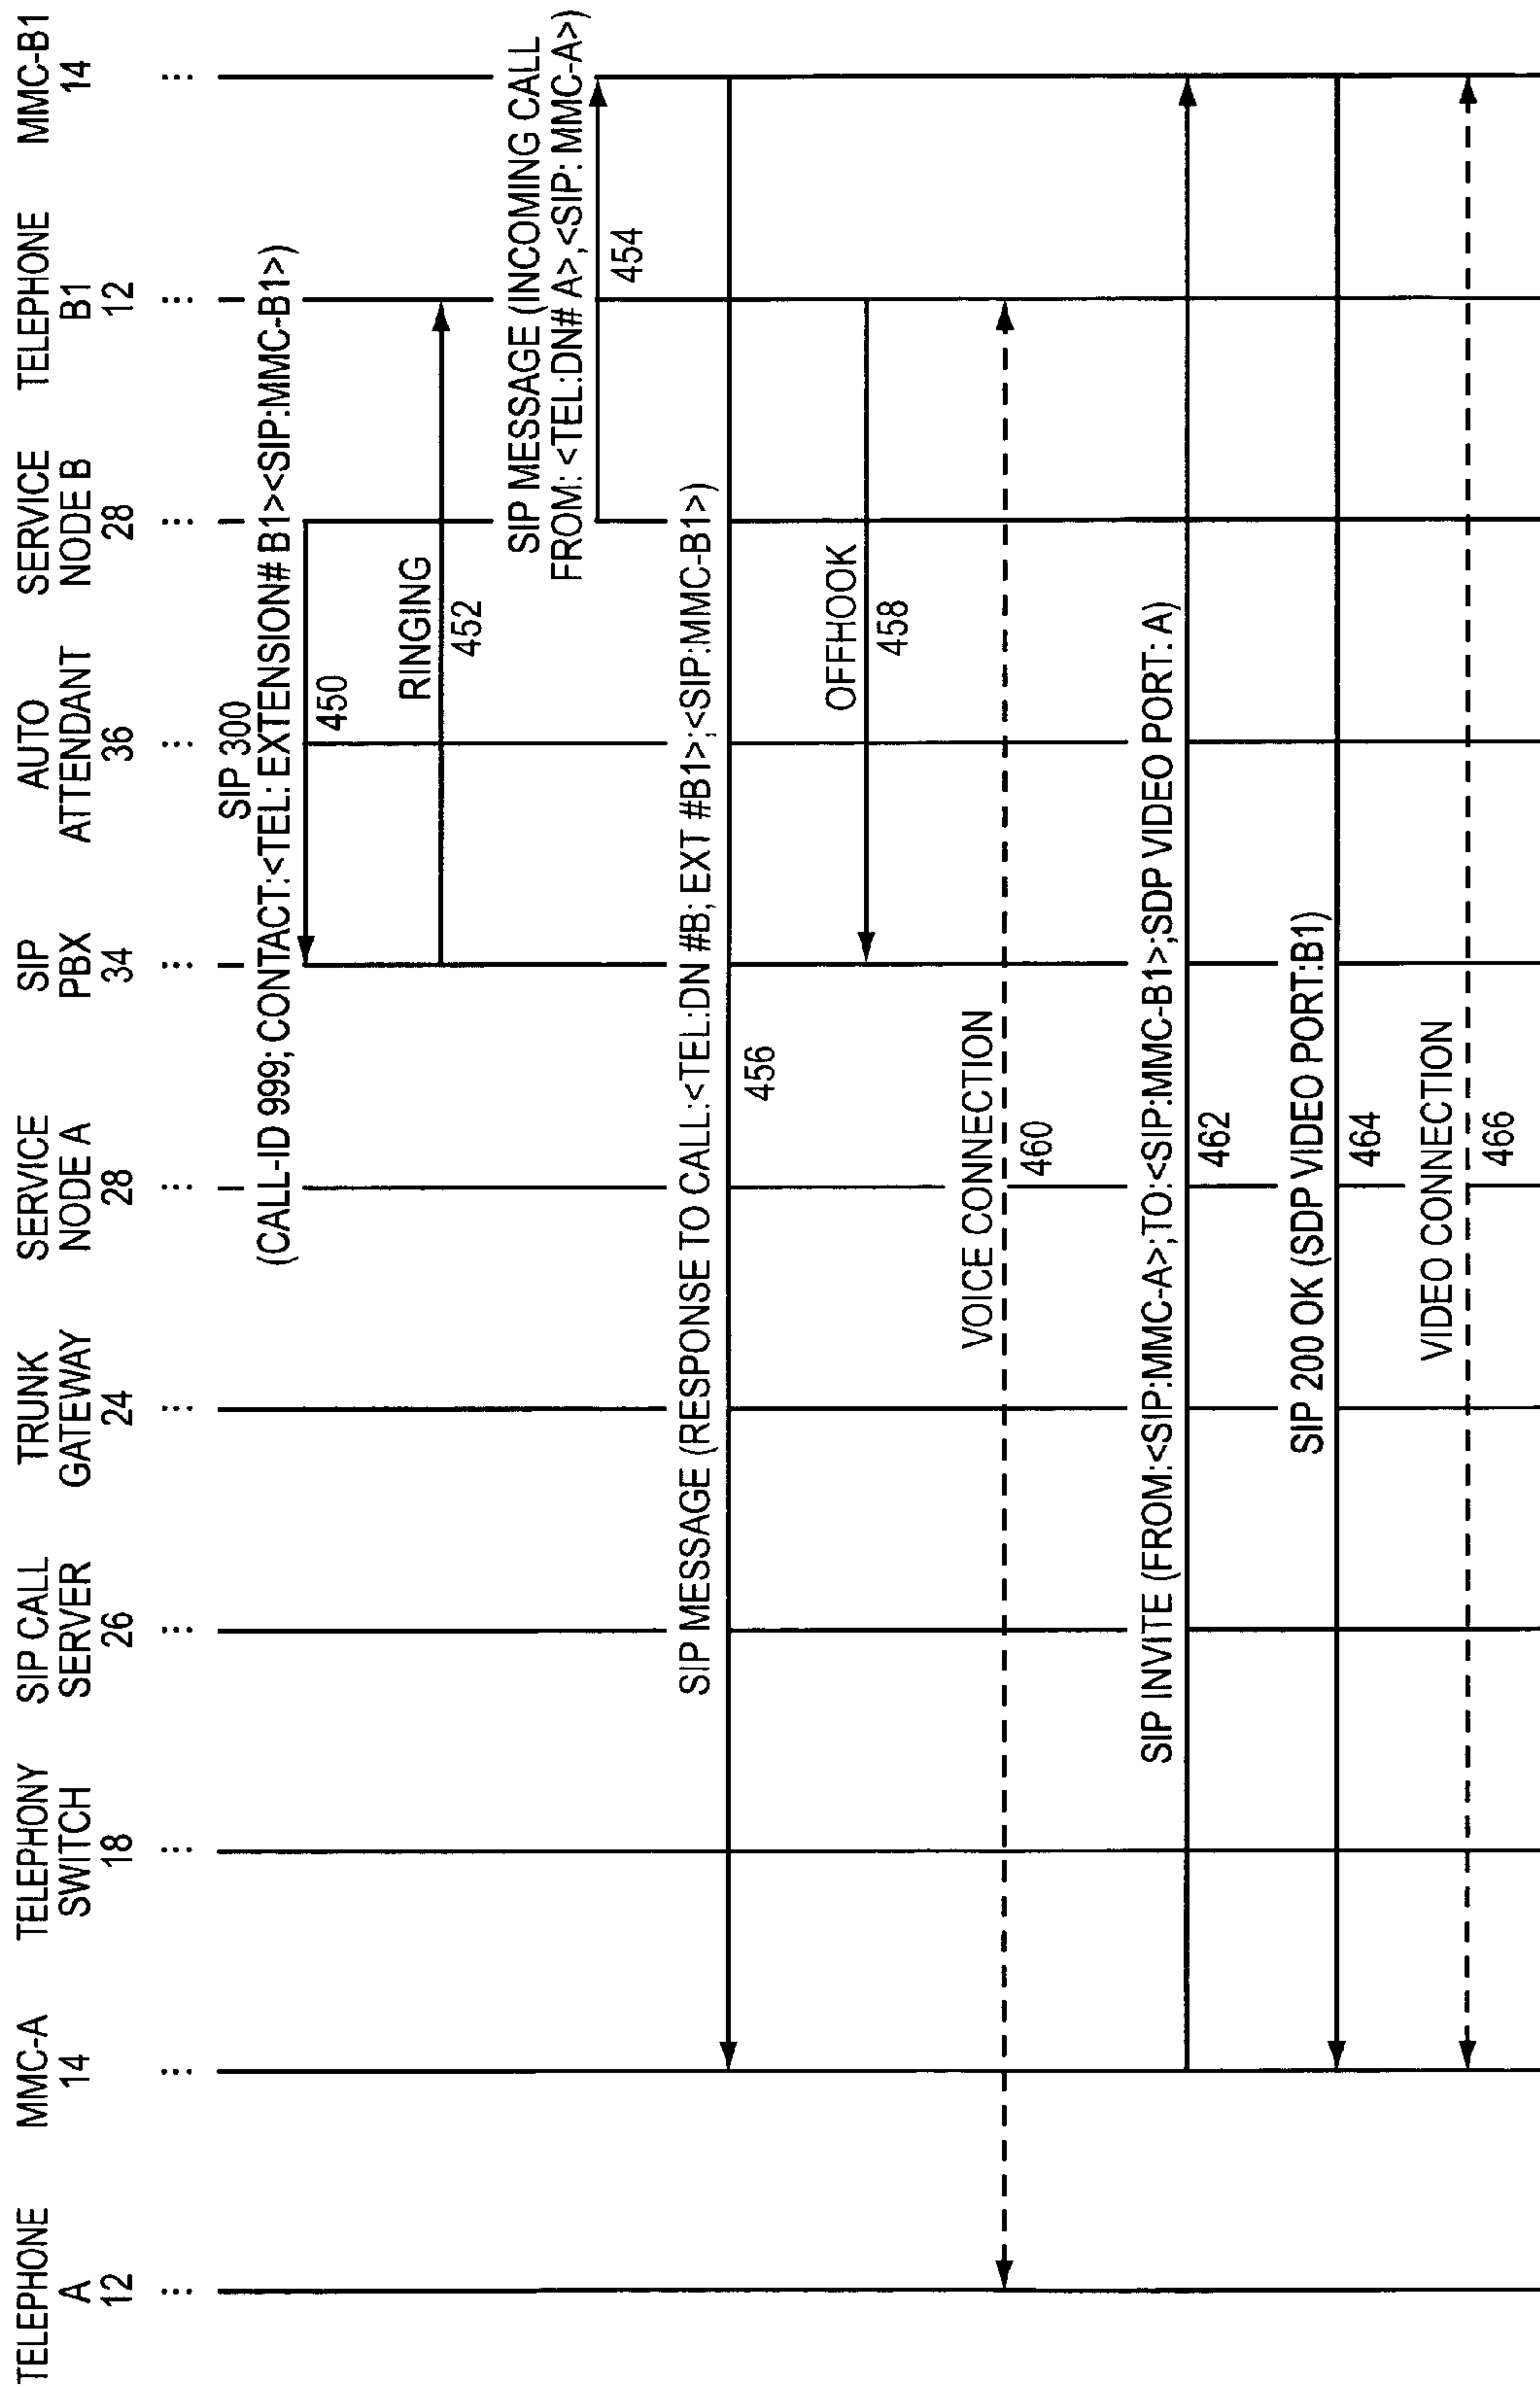 TELEPHONE
A
12
MMC-A
14
TELEPHONY
SWITCH
18
SIP CALL
SERVER
26
TRUNK
GATEWAY
24
SERVICE
NODE A
28
SIP
PBX
34
AUTO
ATTENDANT
36
SERVICE
NODE B
28
TELEPHONE
B1
12
MMC-B1
14
SIP 300
(CALL-ID 999; CONTACT:<TEL: EXTENSION# B1><SIP:MMC-B1>)
450
RINGING
452
SIP MESSAGE (INCOMING CALL
FROM: <TEL:DN# A>,<SIP: MMC-A>)
454
SIP MESSAGE (RESPONSE TO CALL:<TEL:DN #B; EXT #B1>;<SIP:MMC-B1>)
456
OFFHOOK
458
VOICE CONNECTION
460
SIP INVITE (FROM:<SIP:MMC-A>;TO:<SIP:MMC-B1>;SDP VIDEO PORT: A)
462
SIP 200 OK (SDP VIDEO PORT:B1)
464
VIDEO CONNECTION
466